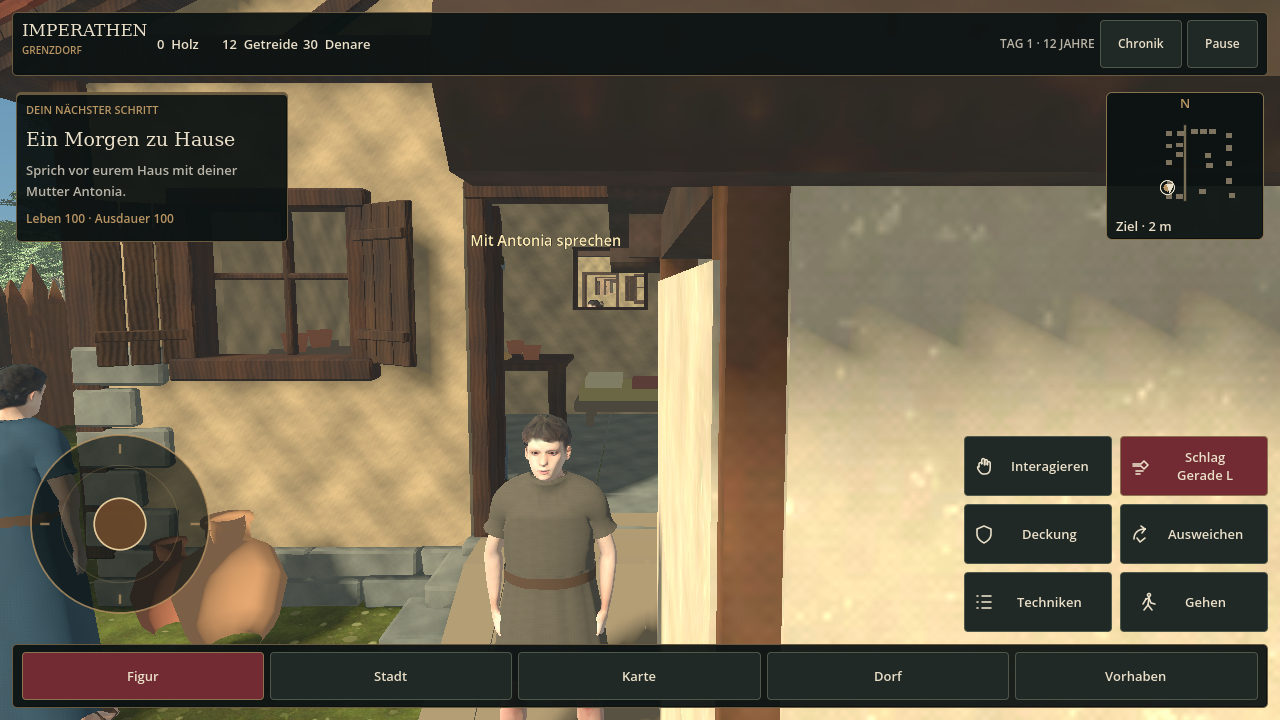 IMPERATHEN
GRENZDORF
0 Holz 12 Getreide 30 Denare
TAG 1 · 12 JAHRE
Chronik
Pause
DEIN NÄCHSTER SCHRITT
Ein Morgen zu Hause
Sprich vor eurem Haus mit deiner
Mutter Antonia.
Leben 100 · Ausdauer 100
N
Ziel · 2 m
Mit Antonia sprechen
Interagieren
Schlag
Gerade L
Deckung
Ausweichen
Techniken
Gehen
Figur
Stadt
Karte
Dorf
Vorhaben